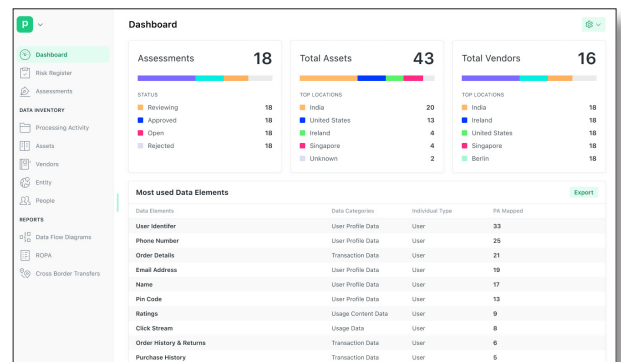 p
Dashboard
Dashboard
Risk Register
Assessments
DATA INVENTORY
Processing Activity
Assets
Vendors
Entity
People
REPORTS
Data Flow Diagrams
ROPA
Cross Border Transfers
Assessments 18
STATUS
Reviewing 18
Approved 18
Open 18
Rejected 18
Total Assets 43
TOP LOCATIONS
India 20
United States 13
Ireland 4
Singapore 4
Unknown 2
Total Vendors 16
TOP LOCATIONS
India 18
Ireland 18
United States 18
Singapore 18
Berlin 18
Most used Data Elements Export
Data Elements Data Categories Individual Type PA Mapped
User Identifer User Profile Data User 33
Phone Number User Profile Data User 25
Order Details Transaction Data User 21
Email Address User Profile Data User 19
Name User Profile Data User 17
Pin Code User Profile Data User 13
Ratings Usage Content Data User 9
Click Stream Usage Data User 8
Order History & Returns Transaction Data User 6
Purchase History Transaction Data User 5